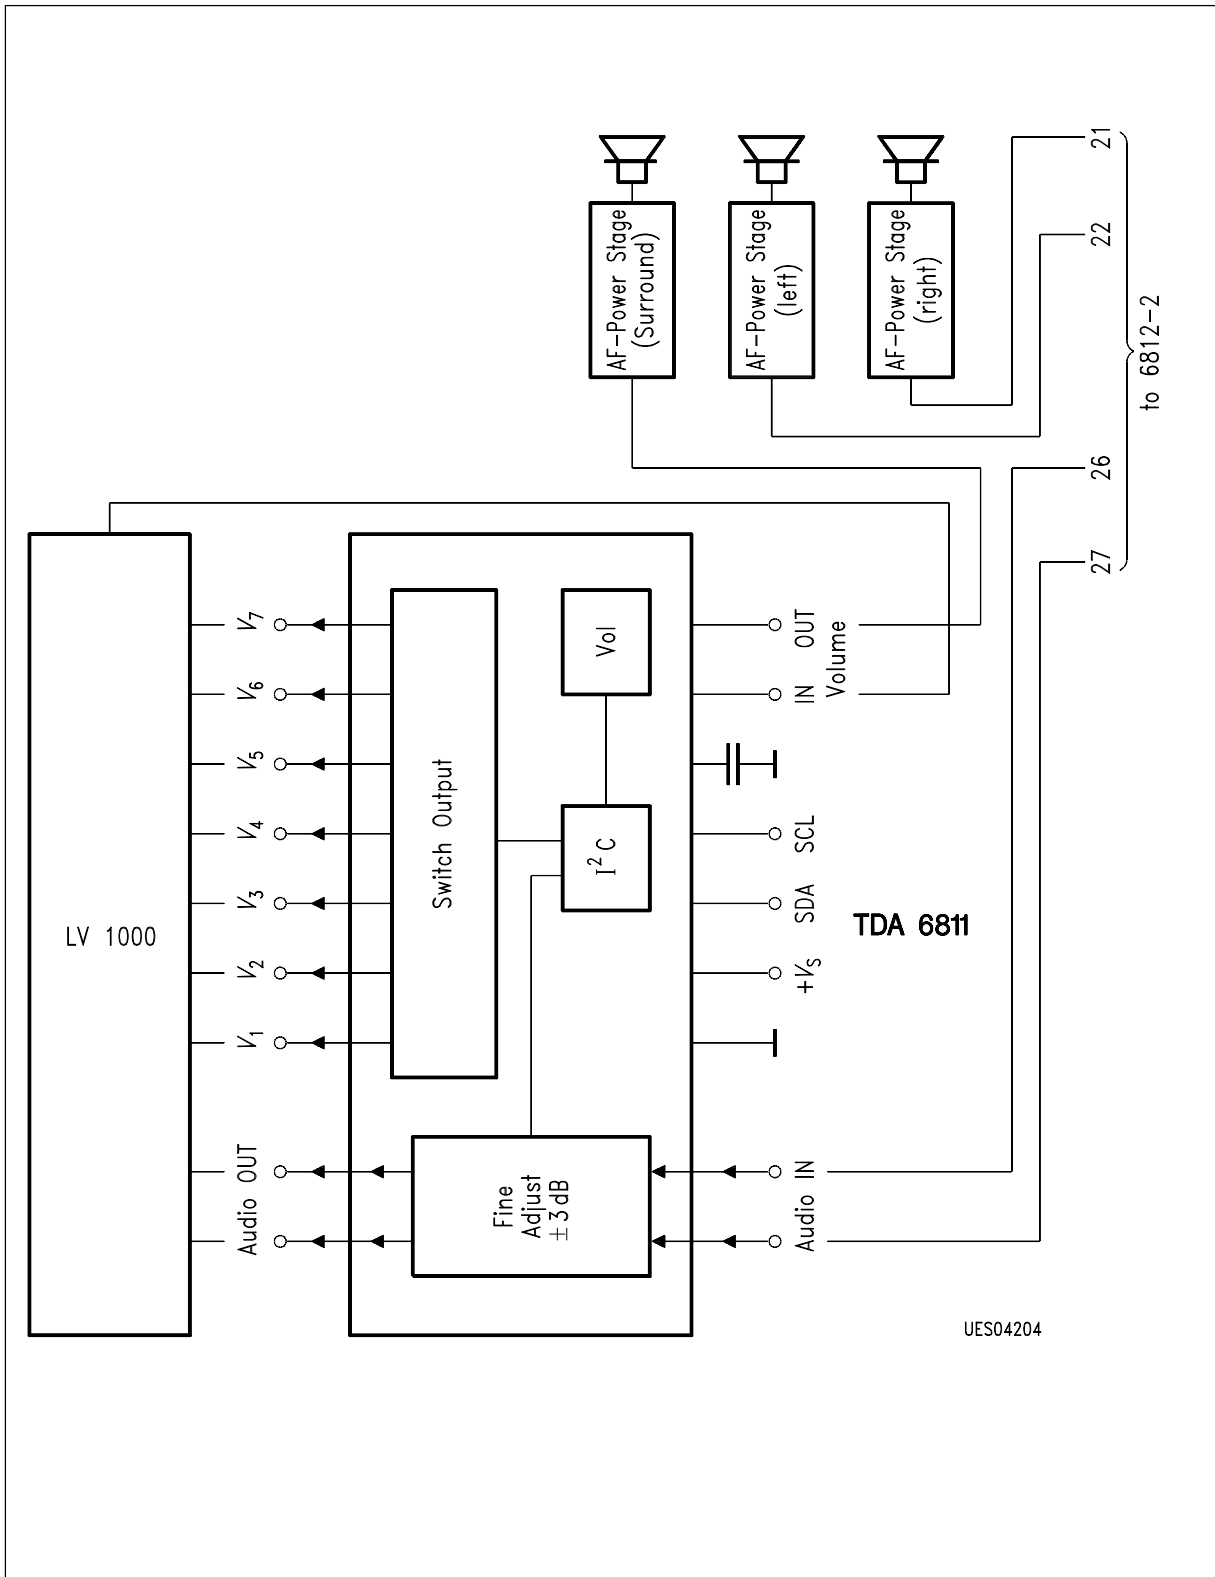 AF-Power Stage
(Surround)
AF-Power Stage
(left)
AF-Power Stage
(right)
21
22
26
27
to 6812-2
LV 1000
V7
V6
V5
V4
V3
V2
V1
Audio OUT
Switch Output
Vol
I² C
Fine
Adjust
±3 dB
OUT
IN
Volume
SCL
SDA
+VS
Audio IN
TDA 6811
UES04204